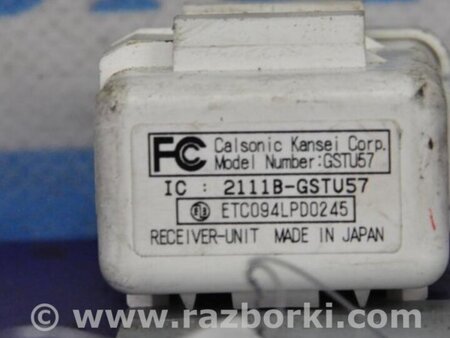 FC Calsonic Kansei Corp.
Model Number:GSTU57
IC : 2111B-GSTU57
ETC094LPD0245
RECEIVER-UNIT MADE IN JAPAN
© www.razborki.com